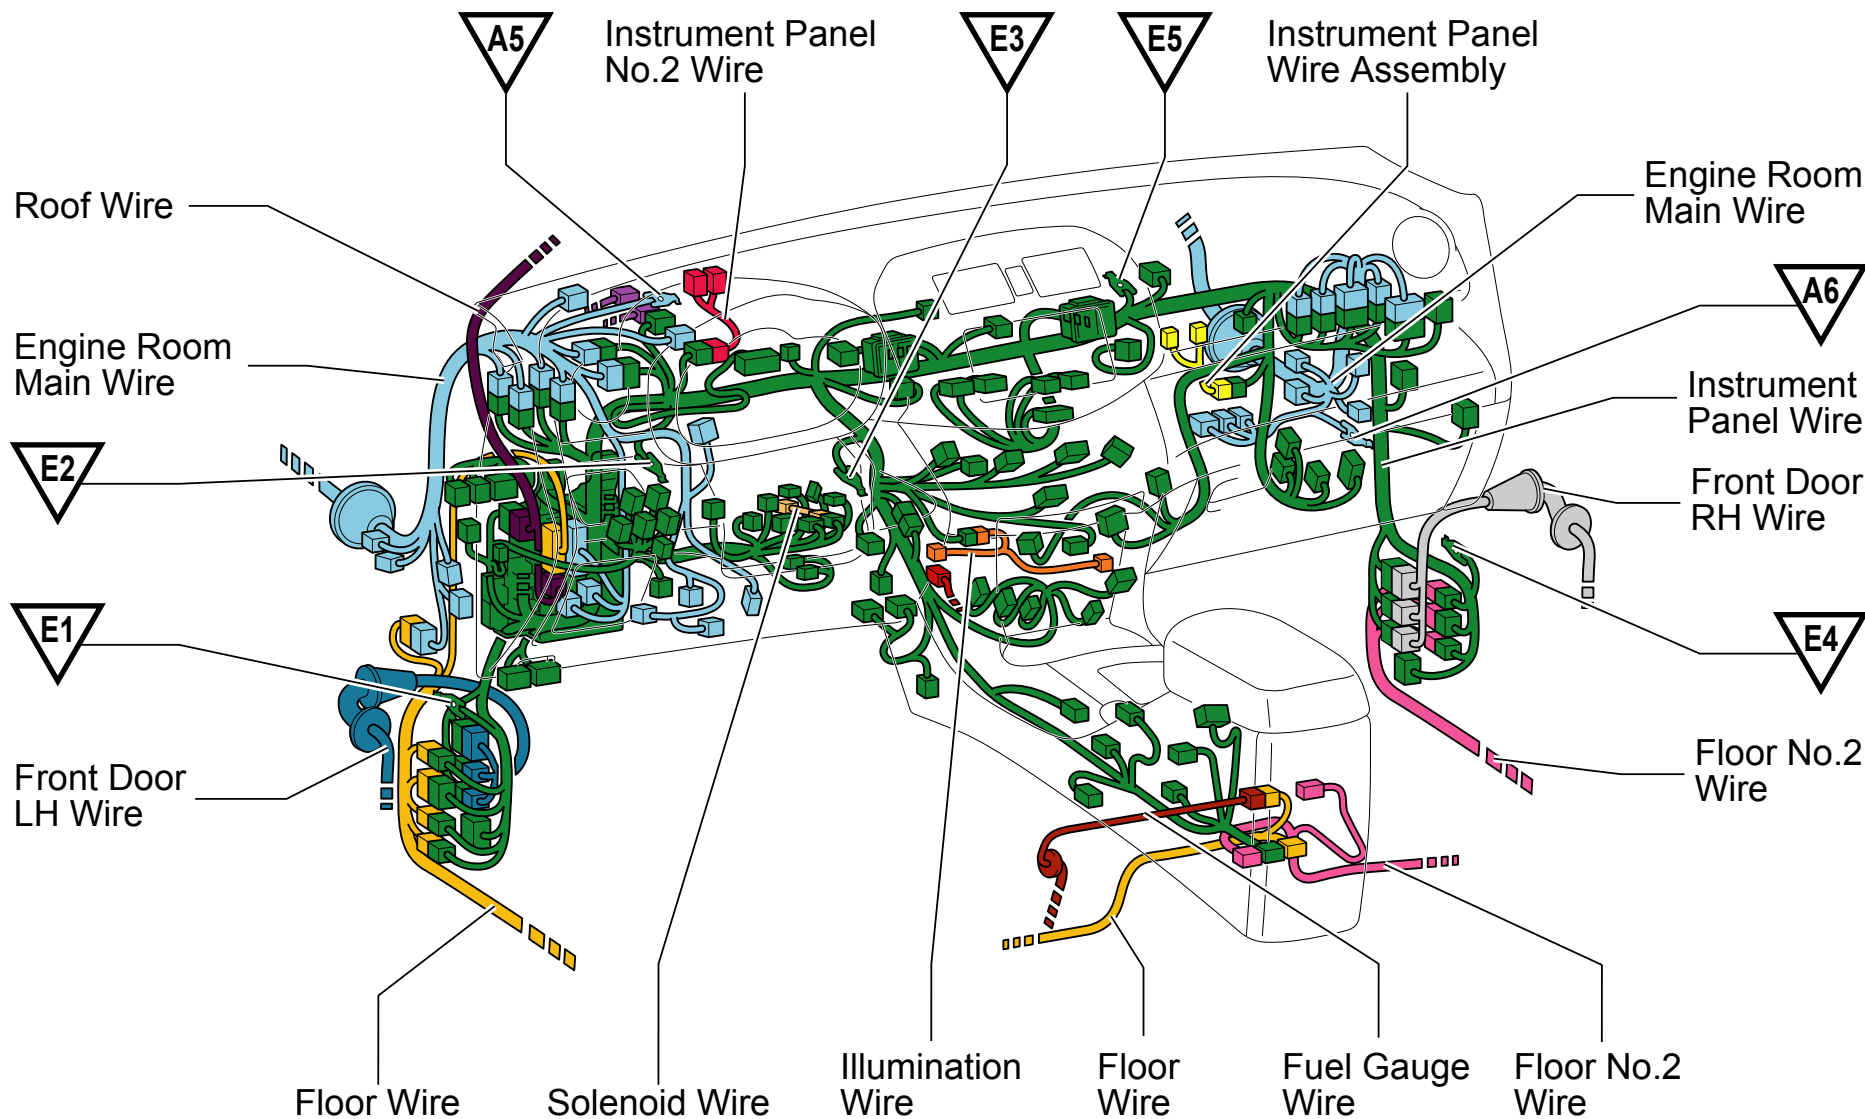 A5
Instrument Panel
No.2 Wire
E3
E5
Instrument Panel
Wire Assembly
Roof Wire
Engine Room
Main Wire
Engine Room
Main Wire
A6
Instrument
Panel Wire
E2
Front Door
RH Wire
E1
E4
Front Door
LH Wire
Floor No.2
Wire
Floor Wire
Solenoid Wire
Illumination
Wire
Floor
Wire
Fuel Gauge
Wire
Floor No.2
Wire